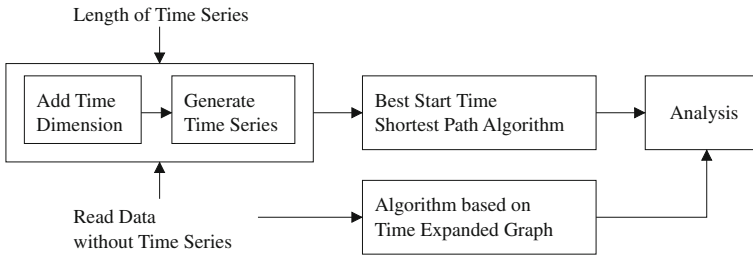 Length of Time Series
Add Time
Dimension
Generate
Time Series
Best Start Time
Shortest Path Algorithm
Analysis
Read Data
without Time Series
Algorithm based on
Time Expanded Graph